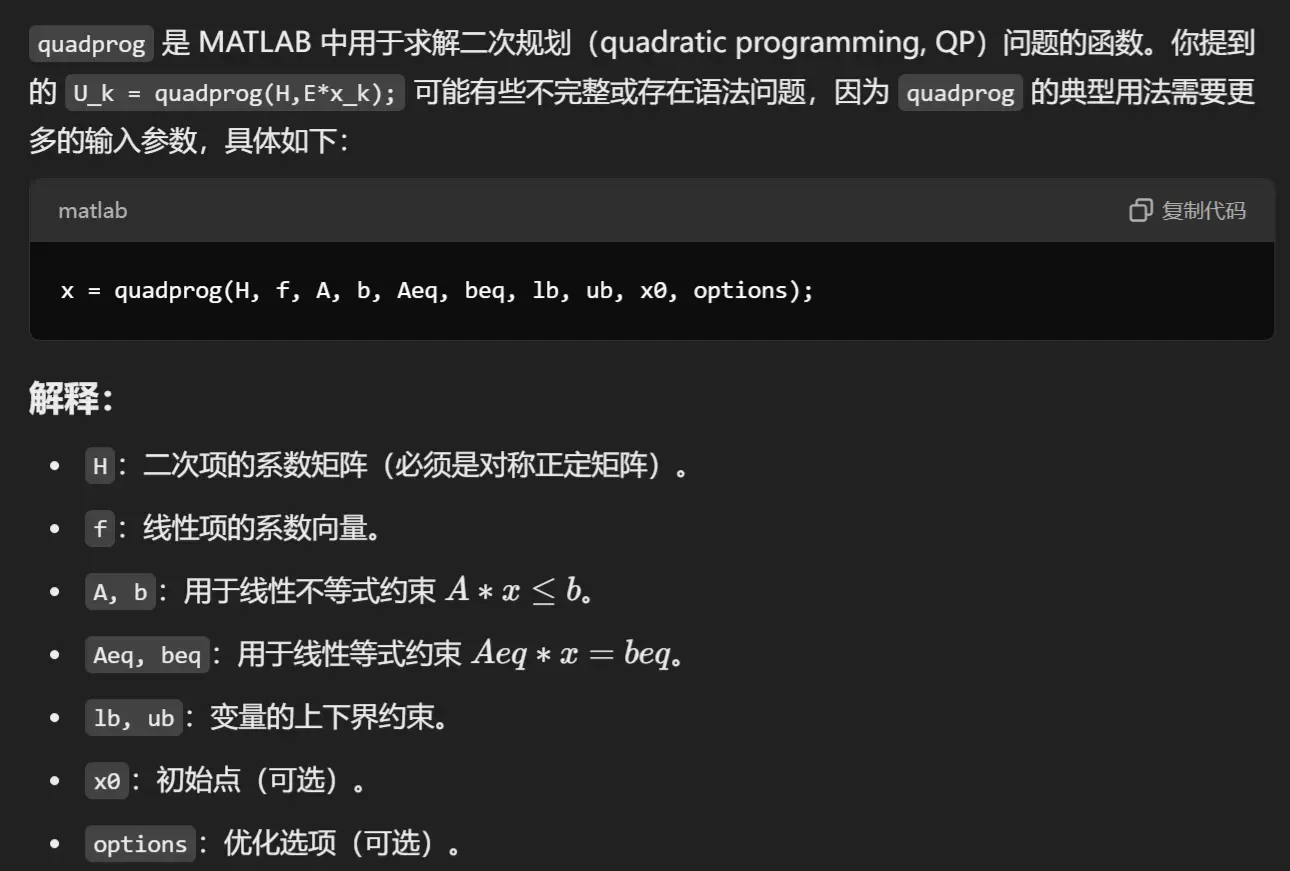 quadprog 是 MATLAB 中用于求解二次规划（quadratic programming, QP）问题的函数。你提到
的 U_k = quadprog(H,E*x_k); 可能有些不完整或存在语法问题，因为 quadprog 的典型用法需要更
多的输入参数，具体如下：
matlab
复制代码
x = quadprog(H, f, A, b, Aeq, beq, lb, ub, x0, options);
解释：
• H：二次项的系数矩阵（必须是对称正定矩阵）。
• f：线性项的系数向量。
• A, b：用于线性不等式约束 A ∗ x ≤ b。
• Aeq, beq：用于线性等式约束 Aeq ∗ x = beq。
• lb, ub：变量的上下界约束。
• x0：初始点（可选）。
• options：优化选项（可选）。